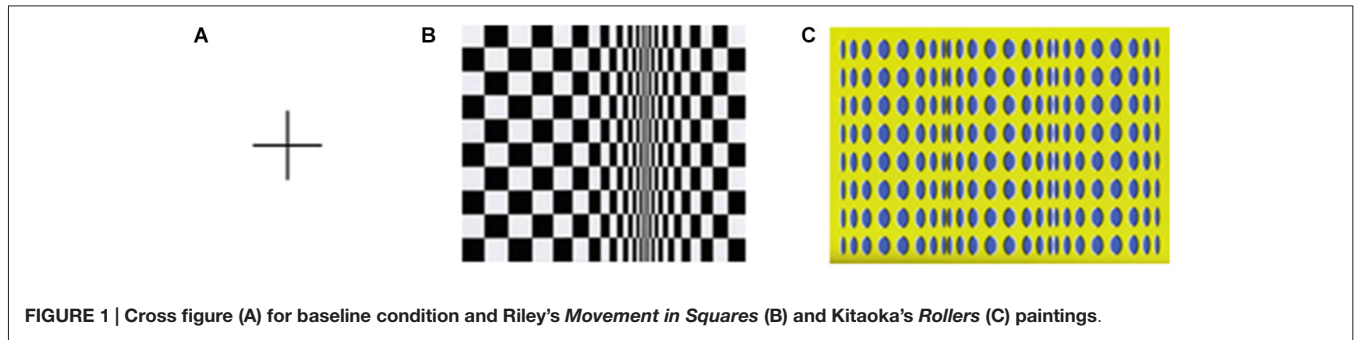 A
B
C
FIGURE 1 | Cross figure (A) for baseline condition and Riley's Movement in Squares (B) and Kitaoka's Rollers (C) paintings.